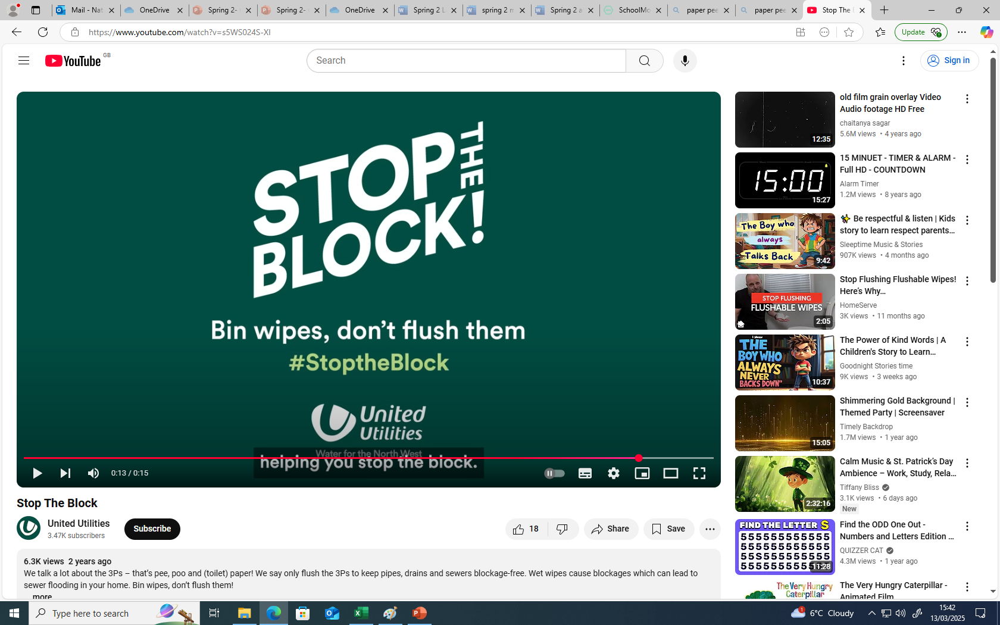 Mail - Nat
OneDrive
Spring 2-
Spring 2-
OneDrive
Spring 2 L
spring 2 m
Spring 2 a
SchoolMo
paper pee
paper pee
Stop The B
https://www.youtube.com/watch?v=s5WS024S-XI
Update
YouTube GB
Search
Sign in
STOP THE
BLOCK!
Bin wipes, don't flush them
#StoptheBlock
United
Utilities
Water for the North West
helping you stop the block.
0:13 / 0:15
Stop The Block
United Utilities
3.47K subscribers
Subscribe
18
Share
Save
6.3K views 2 years ago
We talk a lot about the 3Ps – that's pee, poo and (toilet) paper! We say only flush the 3Ps to keep pipes, drains and sewers blockage-free. Wet wipes cause blockages which can lead to
sewer flooding in your home. Bin wipes, don't flush them!
...more
12:35
old film grain overlay Video
Audio footage HD Free
chaitanya sagar
5.6M views • 4 years ago
15:00
15:27
15 MINUET - TIMER & ALARM -
Full HD - COUNTDOWN
Alarm Timer
1.2M views • 8 years ago
The Boy who
always
Talks Back
9:42
✨ Be respectful & listen | Kids
story to learn respect parents...
Sleeptime Music & Stories
907K views • 4 months ago
STOP FLUSHING
FLUSHABLE WIPES
2:05
Stop Flushing Flushable Wipes!
Here's Why...
HomeServe
3K views • 11 months ago
THE
BOY WHO
ALWAYS
NEVER
BACKS DOWN"
10:37
The Power of Kind Words | A
Children's Story to Learn...
Goodnight Stories time
9K views • 3 weeks ago
15:05
Shimmering Gold Background |
Themed Party | Screensaver
Timely Backdrop
1.7M views • 1 year ago
2:32:16
Calm Music & St. Patrick's Day
Ambience – Work, Study, Rela...
Tiffany Bliss
3.1K views • 6 days ago
New
FIND THE LETTER S
5555555555555
5555555555555
55S5555555555
5555555555555
11:28
Find the ODD One Out -
Numbers and Letters Edition ...
QUIZZER CAT
4.3M views • 1 year ago
The Very Hungry
Caterpillar
The Very Hungry Caterpillar -
Animated Film
Type here to search
1
6°C Cloudy
15:42
13/03/2025